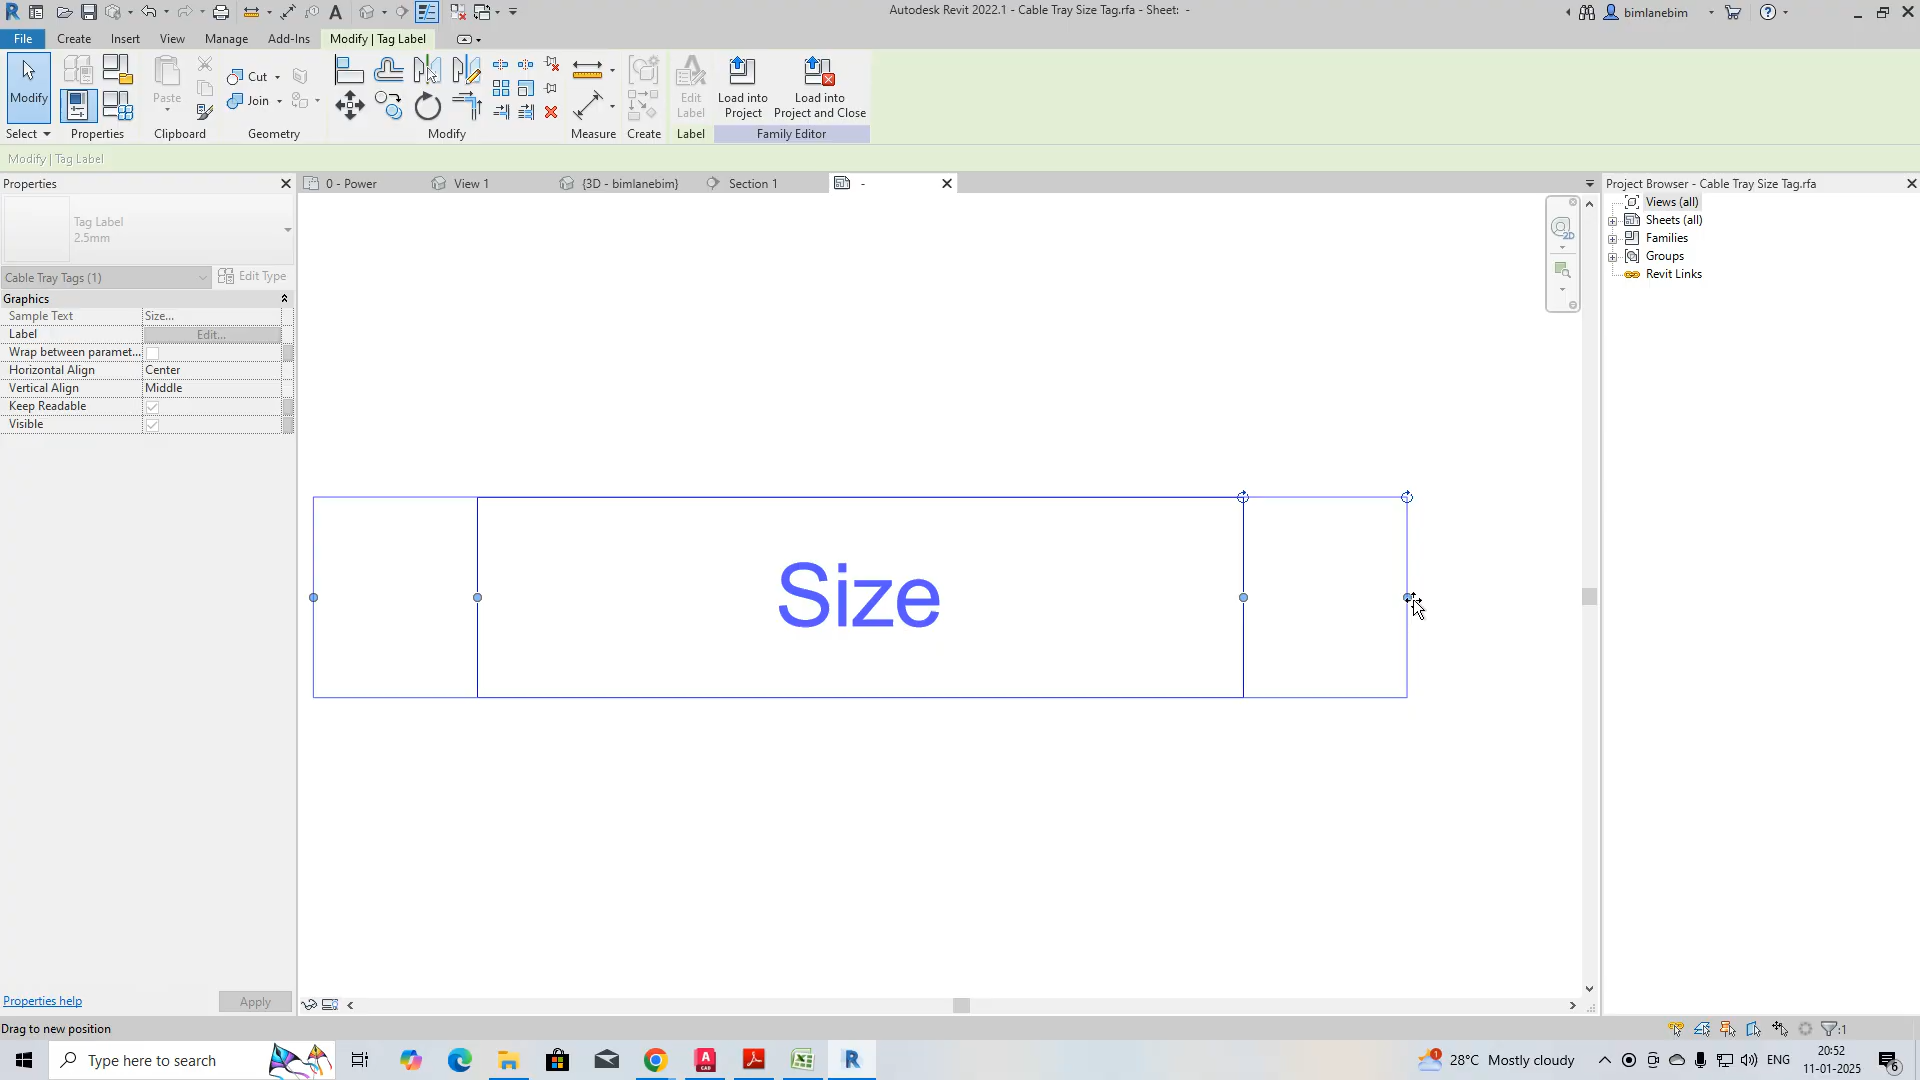 Autodesk Revit 2022.1 - Cable Tray Size Tag.rfa - Sheet: -
bimlanebim
File
Create
Insert
View
Manage
Add-Ins
Modify | Tag Label
Modify
Paste
Cut
Join
Edit
Label
Load into
Project
Load into
Project and Close
Select
Properties
Clipboard
Geometry
Modify
Measure
Create
Label
Family Editor
Modify | Tag Label
Properties
Tag Label
2.5mm
Cable Tray Tags (1)
Edit Type
Graphics
Sample Text
Size...
Label
Edit...
Wrap between paramet...
Horizontal Align
Center
Vertical Align
Middle
Keep Readable
Visible
Properties help
Apply
0 - Power
View 1
{3D - bimlanebim}
Section 1
-
Size
2D
Project Browser - Cable Tray Size Tag.rfa
Views (all)
Sheets (all)
Families
Groups
Revit Links
Drag to new position
:1
Type here to search
28°C Mostly cloudy
ENG
20:52
11-01-2025
6